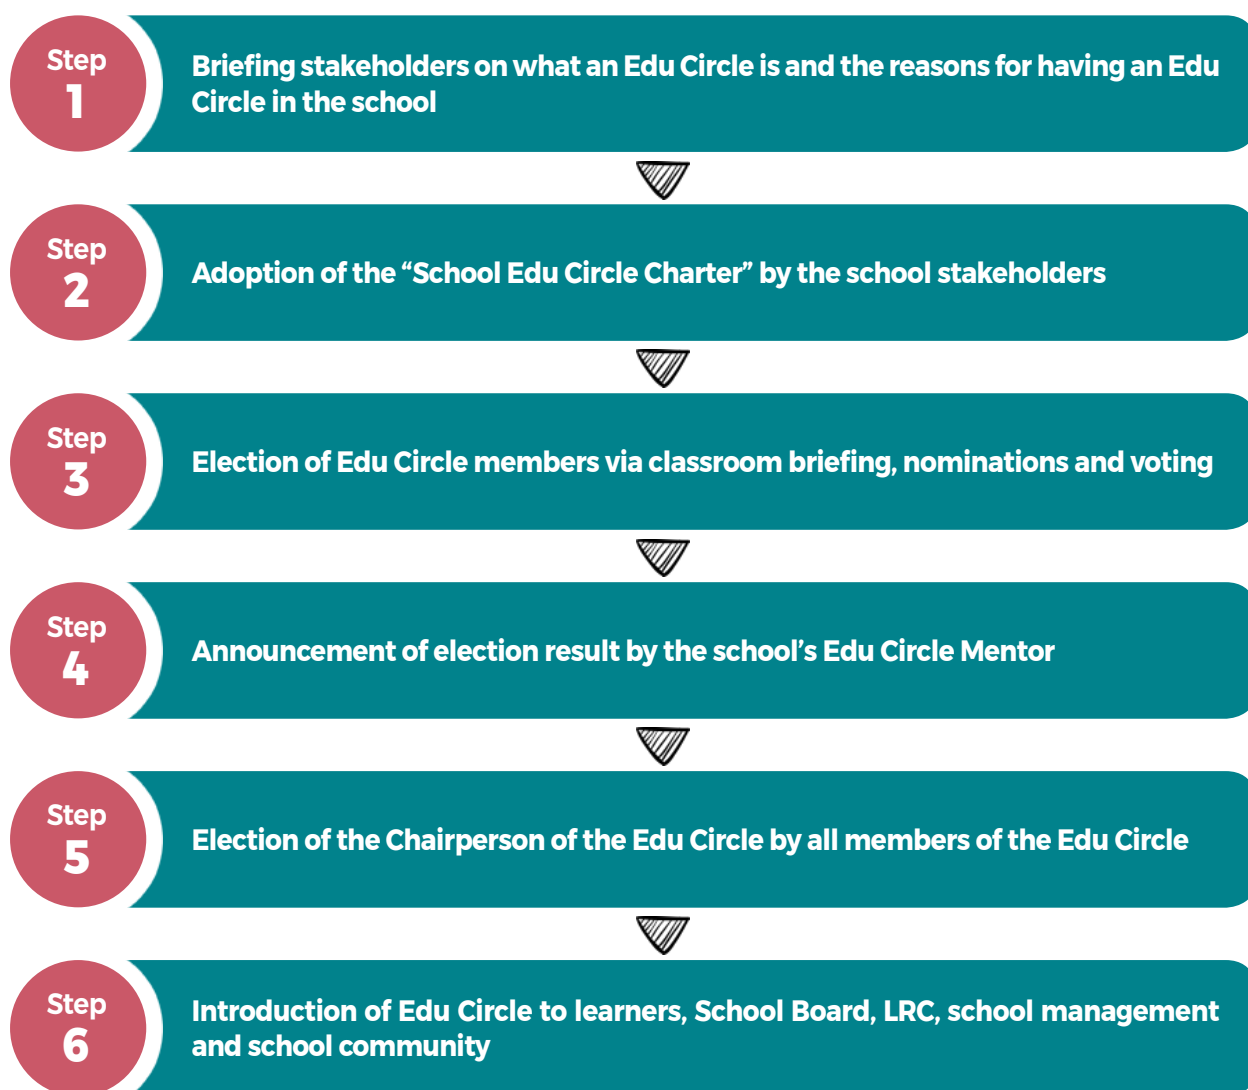 Step
1
Briefing stakeholders on what an Edu Circle is and the reasons for having an Edu
Circle in the school
Step
2
Adoption of the “School Edu Circle Charter” by the school stakeholders
Step
3
Election of Edu Circle members via classroom briefing, nominations and voting
Step
4
Announcement of election result by the school’s Edu Circle Mentor
Step
5
Election of the Chairperson of the Edu Circle by all members of the Edu Circle
Step
6
Introduction of Edu Circle to learners, School Board, LRC, school management
and school community